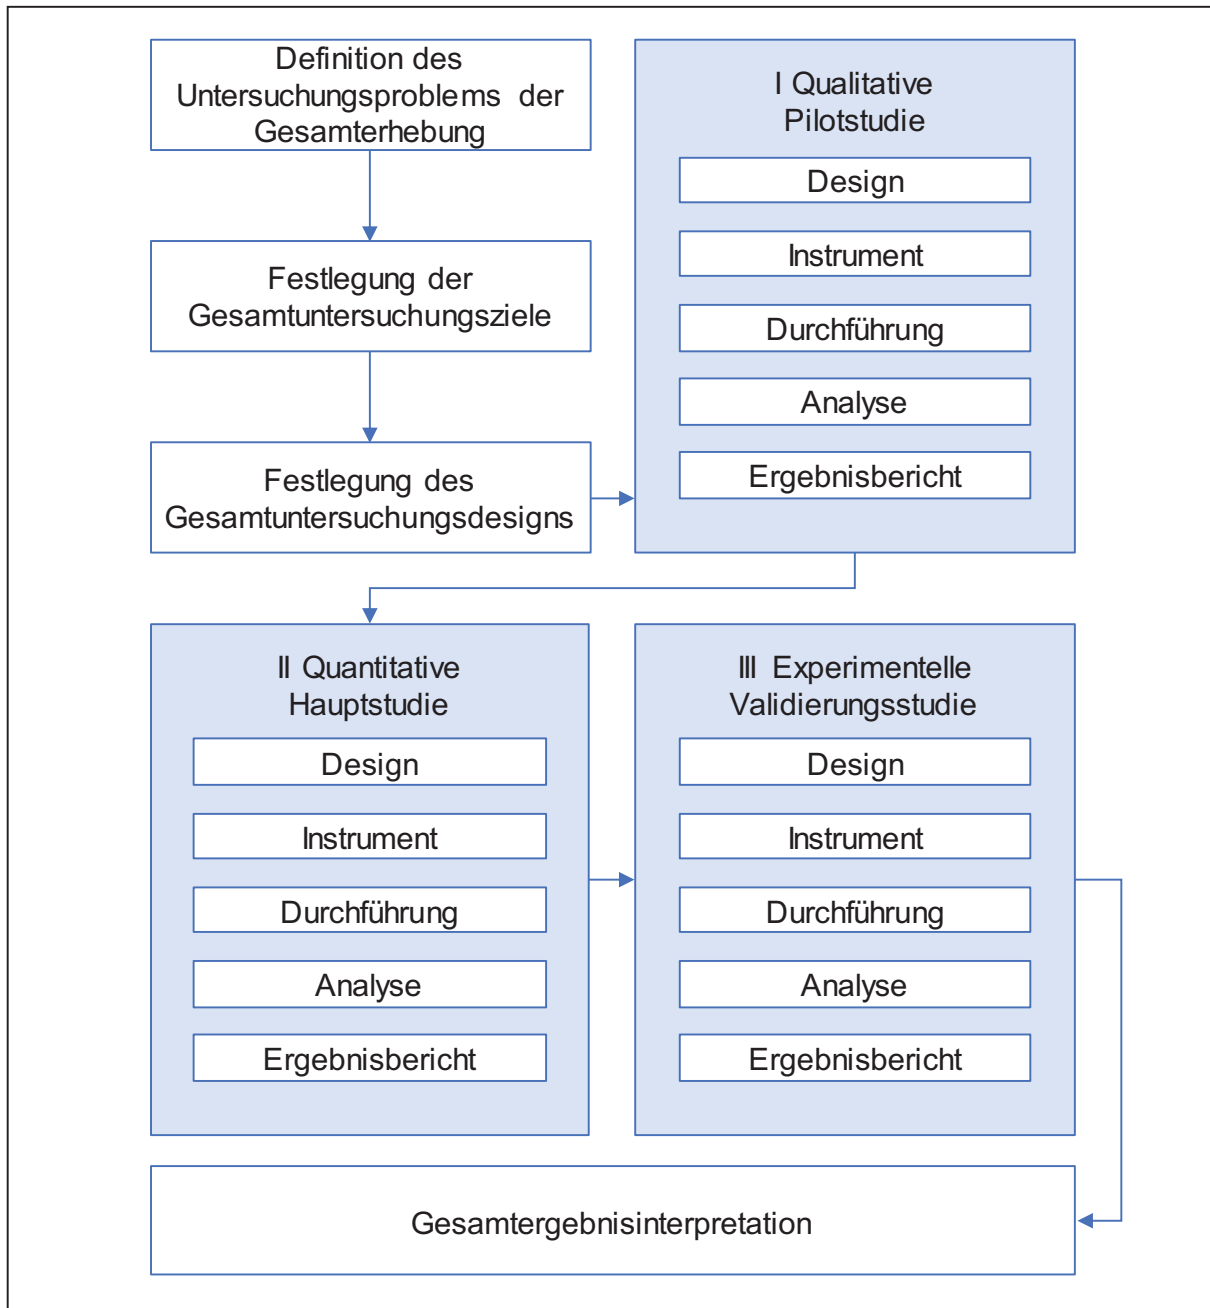 Definition des
Untersuchungsproblems der
Gesamterhebung
Festlegung der
Gesamtuntersuchungsziele
Festlegung des
Gesamtuntersuchungsdesigns
I Qualitative
Pilotstudie
Design
Instrument
Durchführung
Analyse
Ergebnisbericht
II Quantitative
Hauptstudie
Design
Instrument
Durchführung
Analyse
Ergebnisbericht
III Experimentelle
Validierungsstudie
Design
Instrument
Durchführung
Analyse
Ergebnisbericht
Gesamtergebnisinterpretation